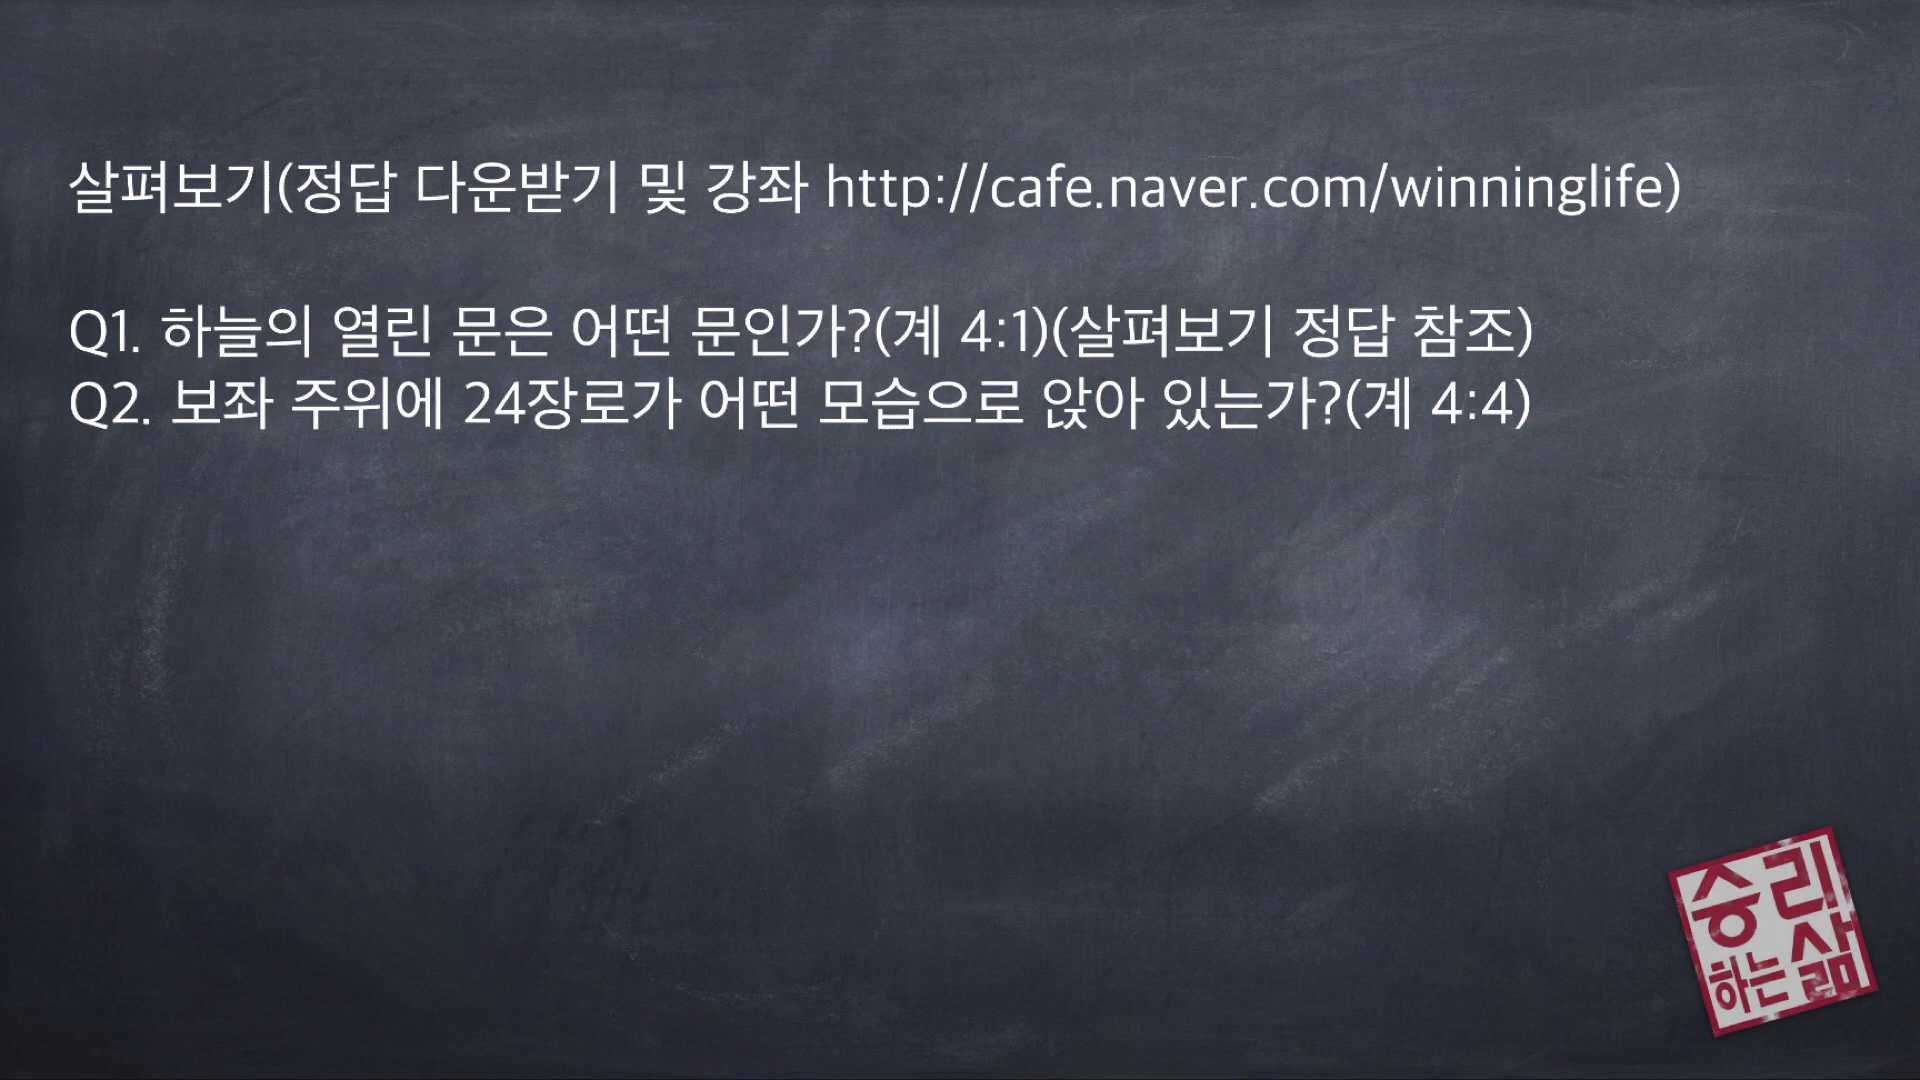 살펴보기(정답 다운받기 및 강좌 http://cafe.naver.com/winninglife)
Q1. 하늘의 열린 문은 어떤 문인가?(계 4:1)(살펴보기 정답 참조)
Q2. 보좌 주위에 24장로가 어떤 모습으로 앉아 있는가?(계 4:4)
승리
하는 삶